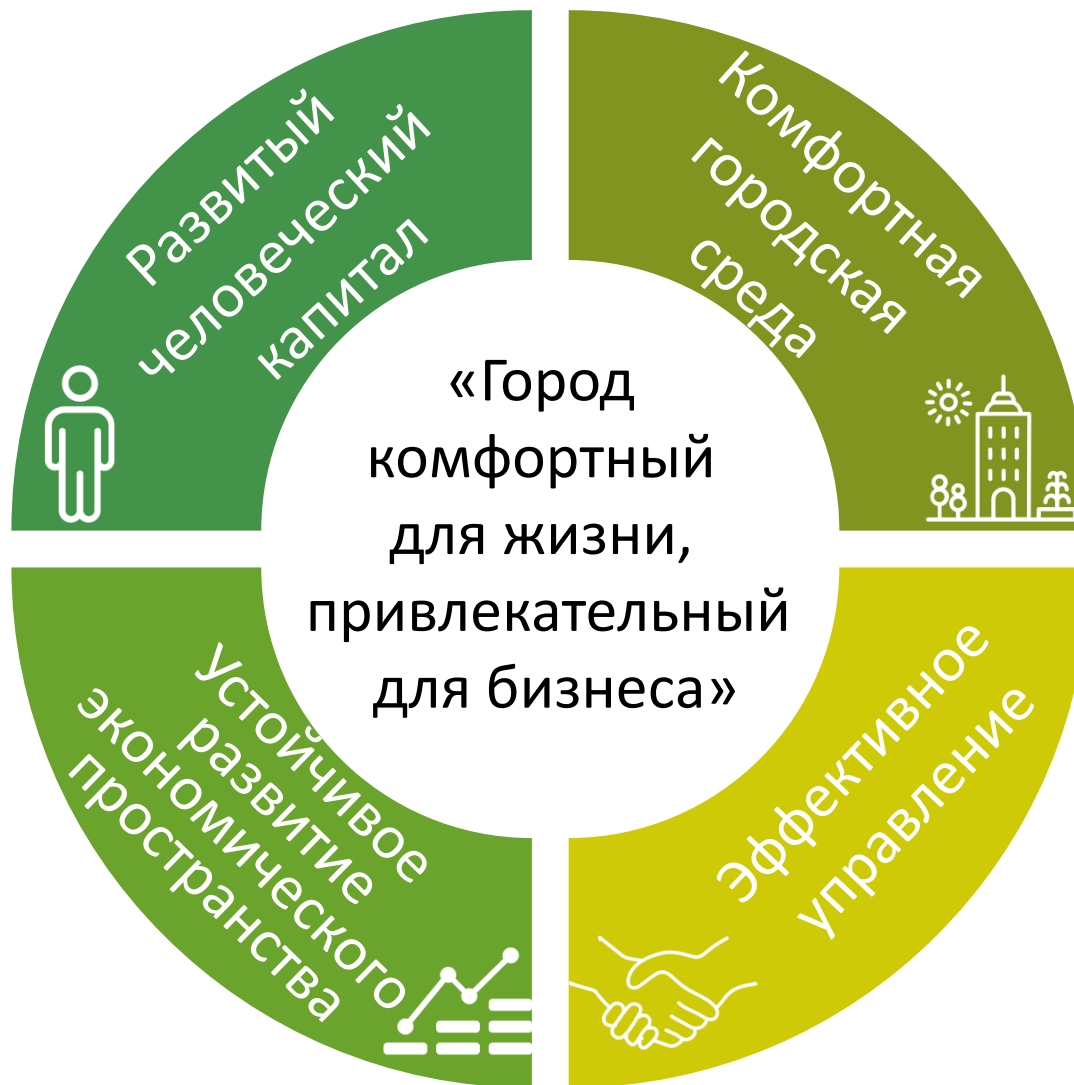 Развитый
человеческий
капитал
Комфортная
городская
среда
«Город
комфортный
для жизни,
привлекательный
для бизнеса»
Устойчивое
развитие
экономического
пространства
Эффективное
управление